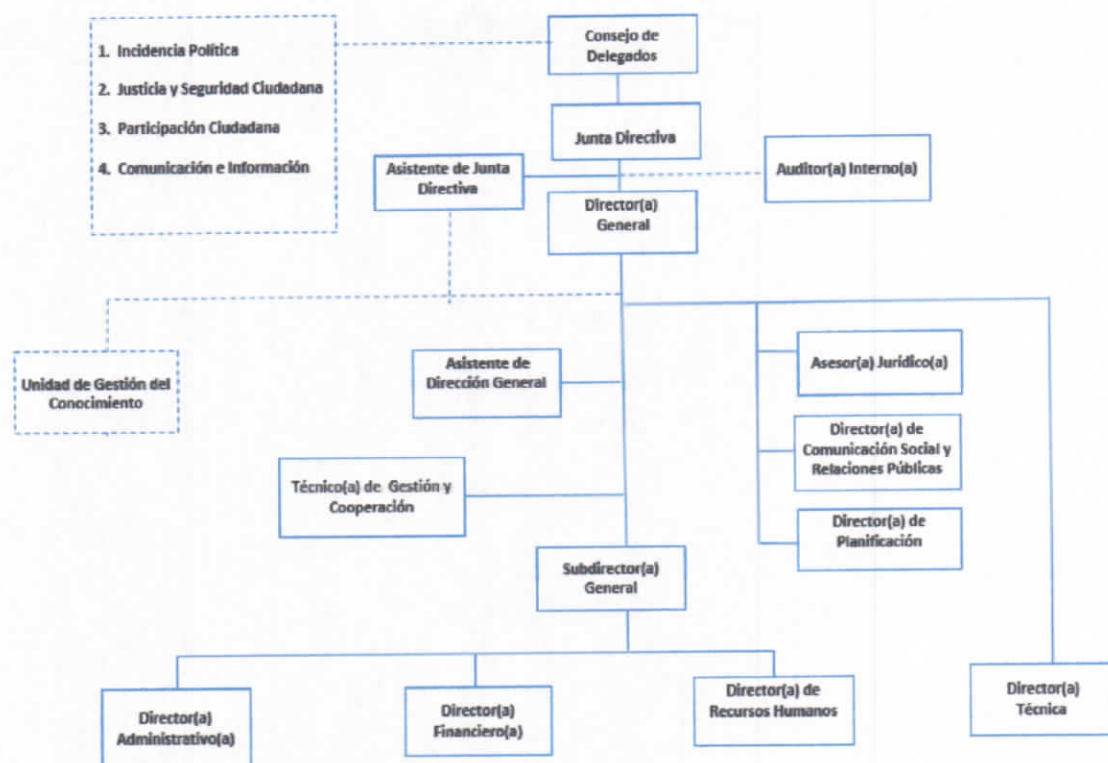 1. Incidencia Política
2. Justicia y Seguridad Ciudadana
3. Participación Ciudadana
4. Comunicación e Información
Consejo de
Delegados
Junta Directiva
Asistente de Junta
Directiva
Auditor(a) Interno(a)
Director(a)
General
Unidad de Gestión del
Conocimiento
Asistente de
Dirección General
Asesor(a) Jurídico(a)
Director(a) de
Comunicación Social y
Relaciones Públicas
Técnico(a) de Gestión y
Cooperación
Director(a) de
Planificación
Subdirector(a)
General
Director(a)
Administrativo(a)
Director(a)
Financiero(a)
Director(a) de
Recursos Humanos
Director(a)
Técnica